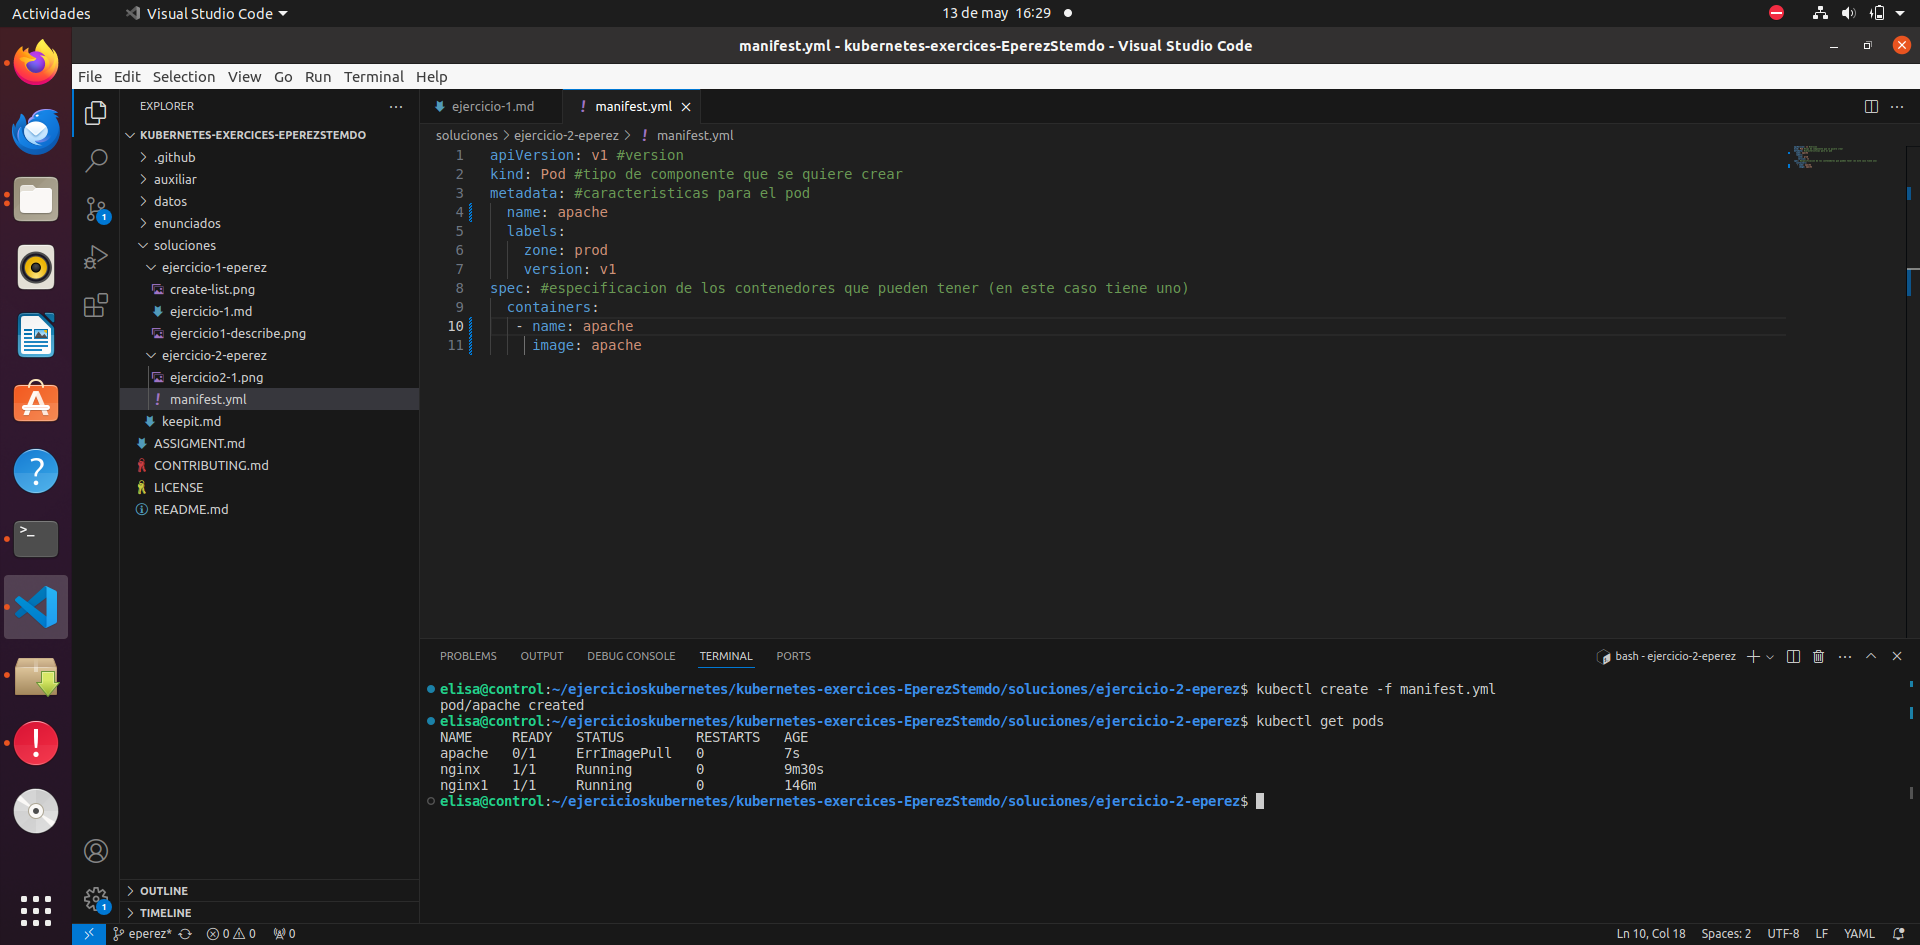 Actividades
Visual Studio Code
13 de may 16:29
manifest.yml - kubernetes-exercices-EperezStemdo - Visual Studio Code
File Edit Selection View Go Run Terminal Help
EXPLORER
KUBERNETES-EXERCICES-EPEREZSTEMDO
.github
auxiliar
datos
enunciados
soluciones
ejercicio-1-eperez
create-list.png
ejercicio-1.md
ejercicio1-describe.png
ejercicio-2-eperez
ejercicio2-1.png
manifest.yml
keepit.md
ASSIGMENT.md
CONTRIBUTING.md
LICENSE
README.md
OUTLINE
TIMELINE
ejercicio-1.md
manifest.yml
soluciones > ejercicio-2-eperez > ! manifest.yml
1 apiVersion: v1 #version
2 kind: Pod #tipo de componente que se quiere crear
3 metadata: #caracteristicas para el pod
4 name: apache
5 labels:
6 zone: prod
7 version: v1
8 spec: #especificacion de los contenedores que pueden tener (en este caso tiene uno)
9 containers:
10 - name: apache
11 image: apache
PROBLEMS OUTPUT DEBUG CONSOLE TERMINAL PORTS
bash - ejercicio-2-eperez
elisa@control:~/ejercicioskubernetes/kubernetes-exercices-EperezStemdo/soluciones/ejercicio-2-eperez$ kubectl create -f manifest.yml
pod/apache created
elisa@control:~/ejercicioskubernetes/kubernetes-exercices-EperezStemdo/soluciones/ejercicio-2-eperez$ kubectl get pods
NAME READY STATUS RESTARTS AGE
apache 0/1 ErrImagePull 0 7s
nginx 1/1 Running 0 9m30s
nginx1 1/1 Running 0 146m
elisa@control:~/ejercicioskubernetes/kubernetes-exercices-EperezStemdo/soluciones/ejercicio-2-eperez$
1
1
eperez* 0 0 0
Ln 10, Col 18 Spaces: 2 UTF-8 LF YAML